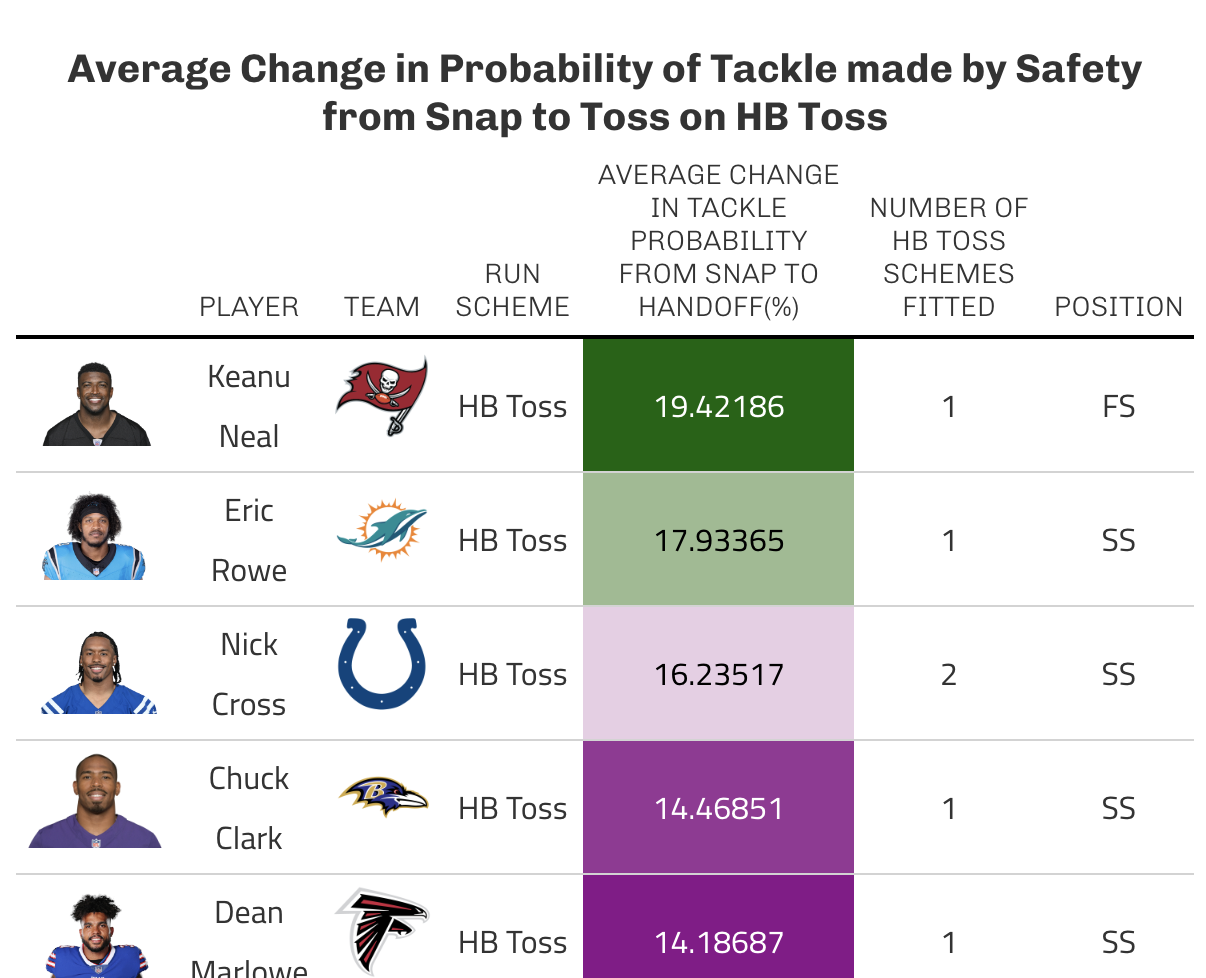 Average Change in Probability of Tackle made by Safety
from Snap to Toss on HB Toss
PLAYER
TEAM
RUN
SCHEME
AVERAGE CHANGE
IN TACKLE
PROBABILITY
FROM SNAP TO
HANDOFF(%)
NUMBER OF
HB TOSS
SCHEMES
FITTED
POSITION
Keanu
Neal
HB Toss
19.42186
1
FS
Eric
Rowe
HB Toss
17.93365
1
SS
Nick
Cross
HB Toss
16.23517
2
SS
Chuck
Clark
B
HB Toss
14.46851
1
SS
Dean
Marlowe
HB Toss
14.18687
1
SS